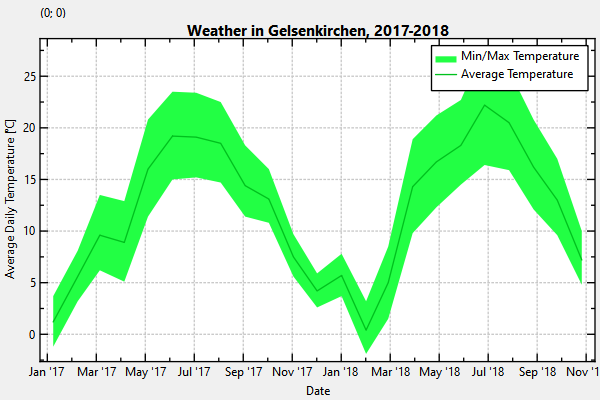 (0; 0)
Weather in Gelsenkirchen, 2017-2018
Min/Max Temperature
Average Temperature
Average Daily Temperature [°C]
25
20
15
10
5
0
Jan '17 Mar '17 May '17 Jul '17 Sep '17 Nov '17 Jan '18 Mar '18 May '18 Jul '18 Sep '18 Nov '1
Date